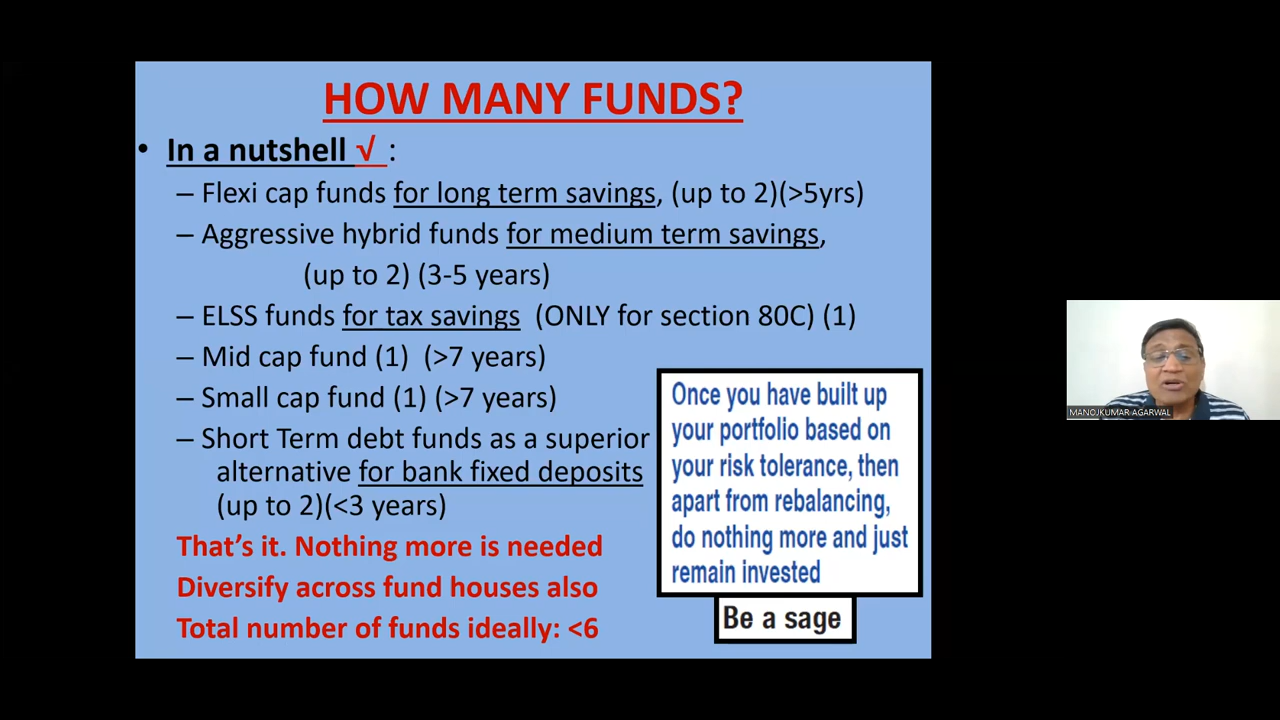 HOW MANY FUNDS?
• In a nutshell √ :
– Flexi cap funds for long term savings, (up to 2)(>5yrs)
– Aggressive hybrid funds for medium term savings,
(up to 2) (3-5 years)
– ELSS funds for tax savings (ONLY for section 80C) (1)
– Mid cap fund (1) (>7 years)
– Small cap fund (1) (>7 years)
– Short Term debt funds as a superior
alternative for bank fixed deposits
(up to 2)(<3 years)
That’s it. Nothing more is needed
Diversify across fund houses also
Total number of funds ideally: <6
Once you have built up
your portfolio based on
your risk tolerance, then
apart from rebalancing,
do nothing more and just
remain invested
Be a sage
MANOJKUMAR AGARWAL